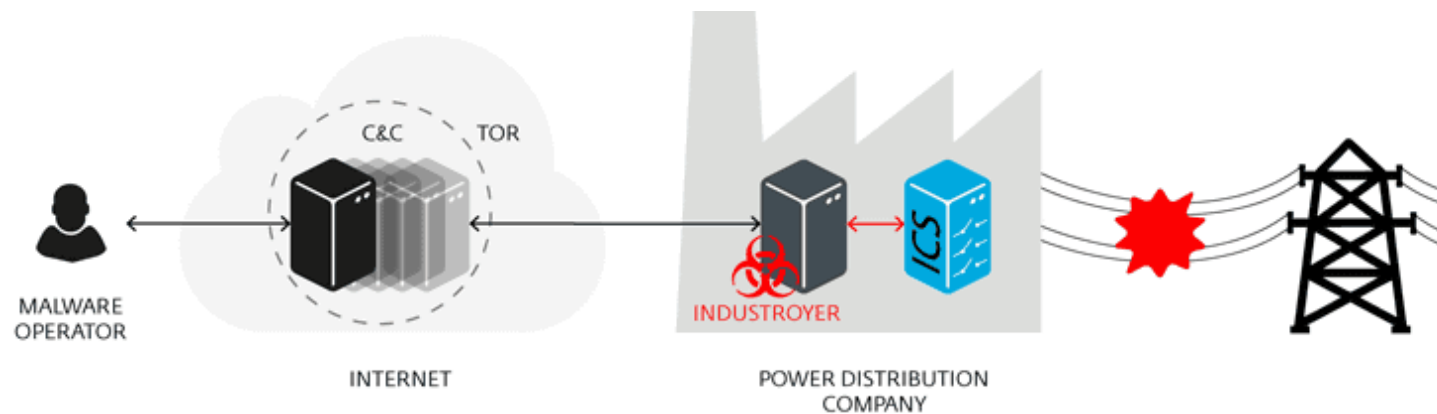 C&C
TOR
ICS
INDUSTROYER
MALWARE
OPERATOR
INTERNET
POWER DISTRIBUTION
COMPANY